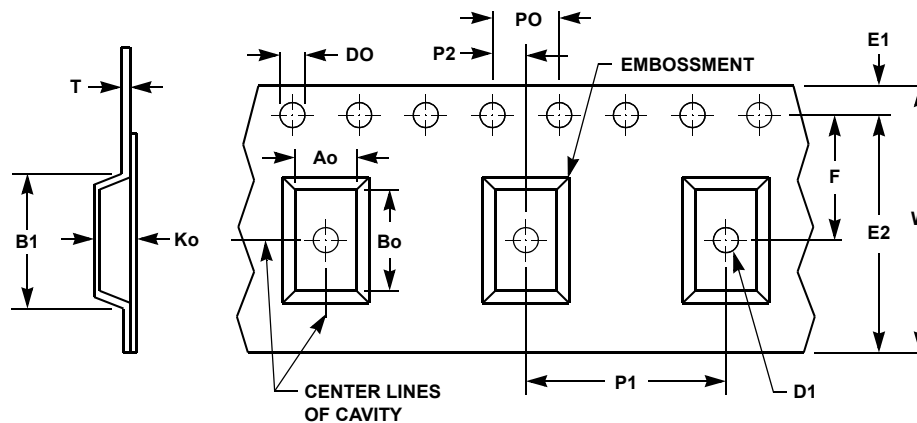 PO
E1
DO
P2
EMBOSSMENT
T
Ao
F
B1
Ko
Bo
E2
W
P1
D1
CENTER LINES
OF CAVITY